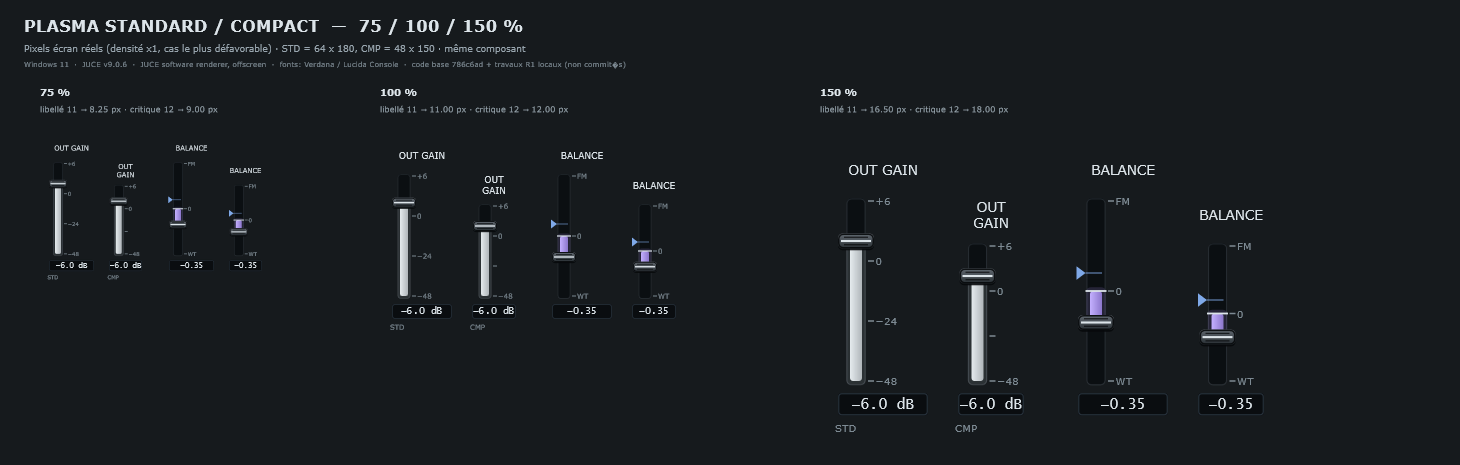 PLASMA STANDARD / COMPACT — 75 / 100 / 150 %
Pixels écran réels (densité x1, cas le plus défavorable) · STD = 64 x 180, CMP = 48 x 150 · même composant
Windows 11 · JUCE v9.0.6 · JUCE software renderer, offscreen · fonts: Verdana / Lucida Console · code base 786c6ad + travaux R1 locaux (non commit�s)
75 %
libellé 11 → 8.25 px · critique 12 → 9.00 px
OUT GAIN
+6
0
−24
−48
−6.0 dB
STD
OUT
GAIN
+6
0
−48
−6.0 dB
CMP
BALANCE
FM
0
WT
−0.35
BALANCE
FM
0
WT
−0.35
100 %
libellé 11 → 11.00 px · critique 12 → 12.00 px
OUT GAIN
+6
0
−24
−48
−6.0 dB
STD
OUT
GAIN
+6
0
−48
−6.0 dB
CMP
BALANCE
FM
0
WT
−0.35
BALANCE
FM
0
WT
−0.35
150 %
libellé 11 → 16.50 px · critique 12 → 18.00 px
OUT GAIN
+6
0
−24
−48
−6.0 dB
STD
OUT
GAIN
+6
0
−48
−6.0 dB
CMP
BALANCE
FM
0
WT
−0.35
BALANCE
FM
0
WT
−0.35